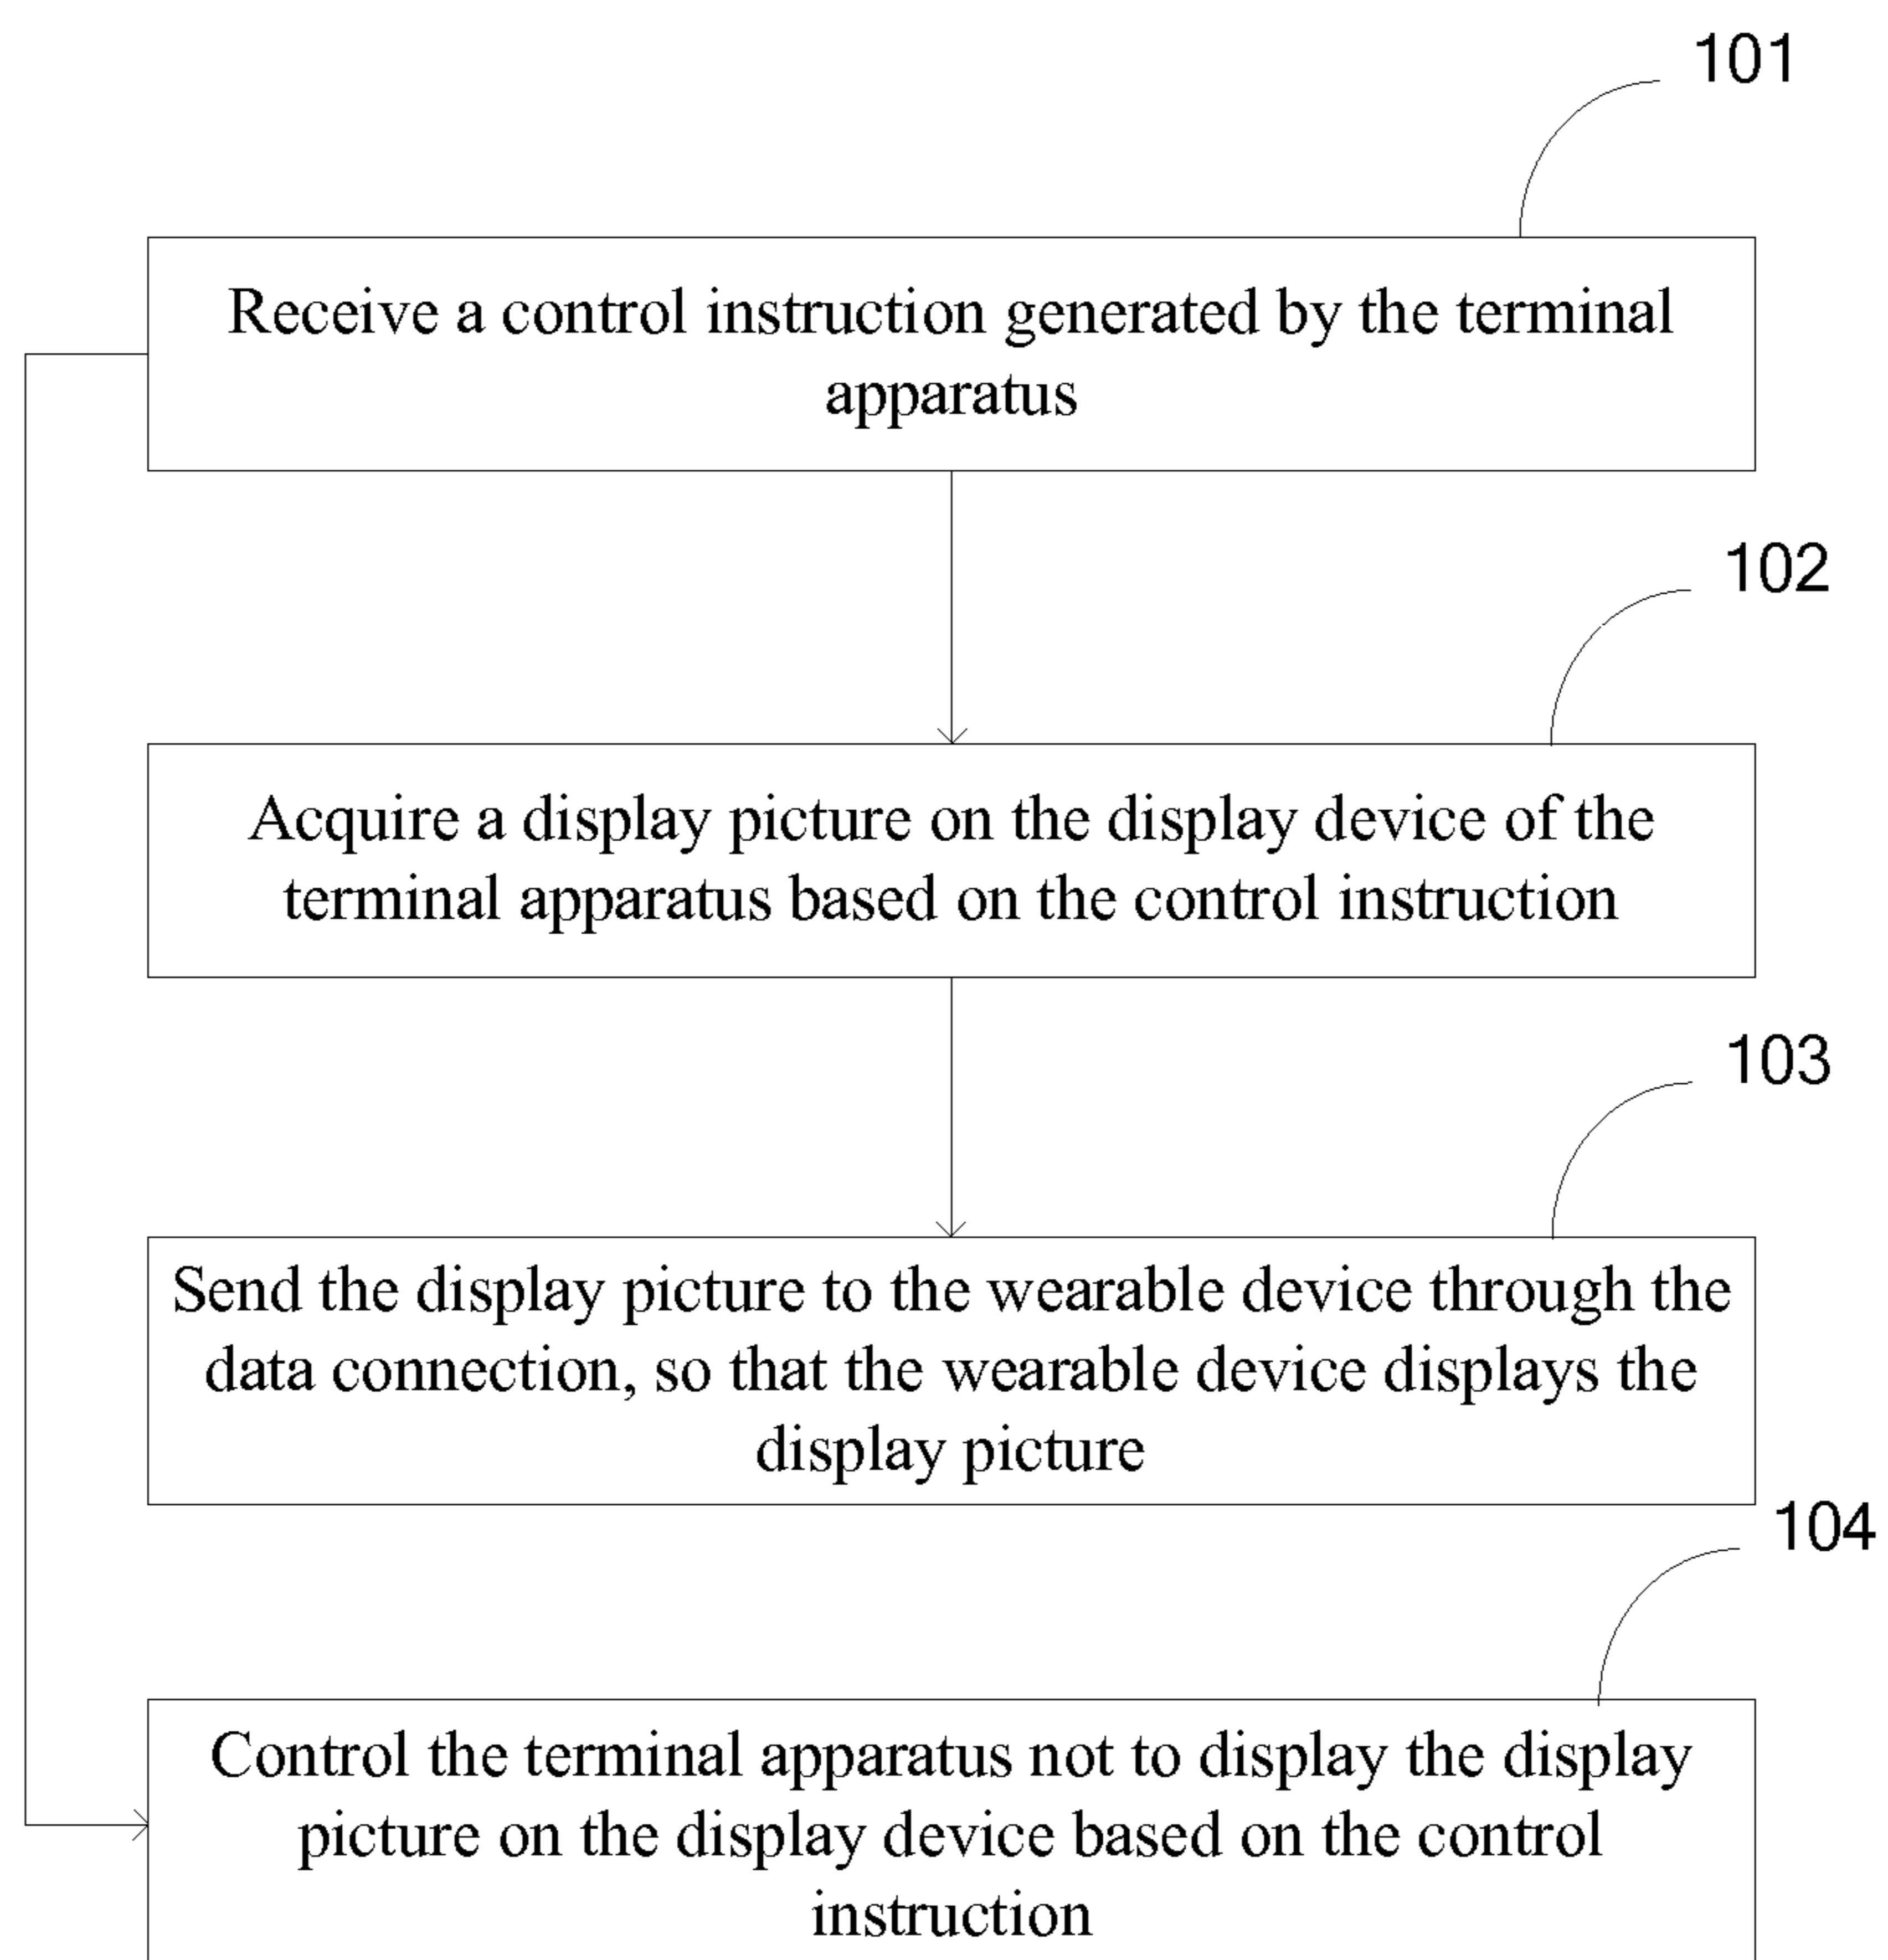 101
Receive a control instruction generated by the terminal
apparatus
102
Acquire a display picture on the display device of the
terminal apparatus based on the control instruction
103
Send the display picture to the wearable device through the
data connection, so that the wearable device displays the
display picture
104
Control the terminal apparatus not to display the display
picture on the display device based on the control
instruction